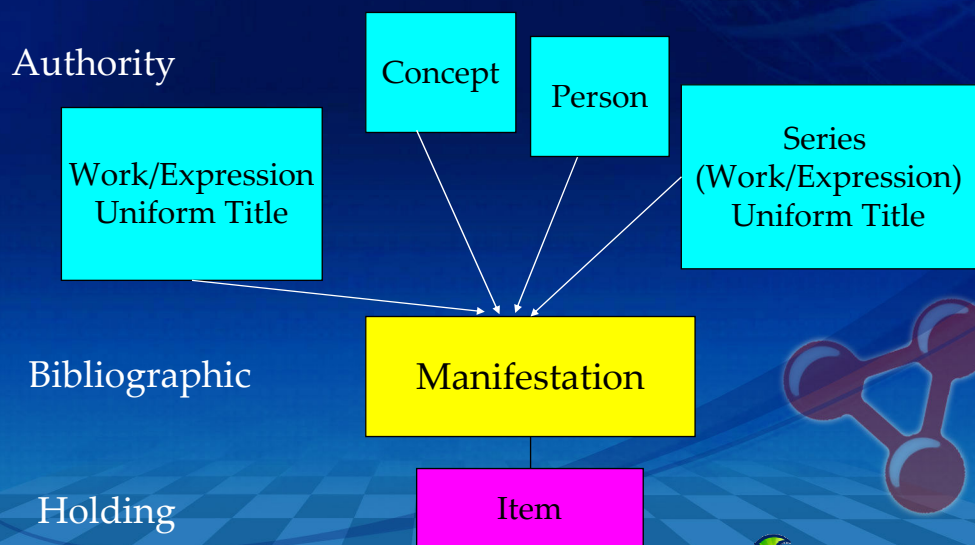 Authority
Concept
Person
Work/Expression
Uniform Title
Series
(Work/Expression)
Uniform Title
Bibliographic
Manifestation
Holding
Item